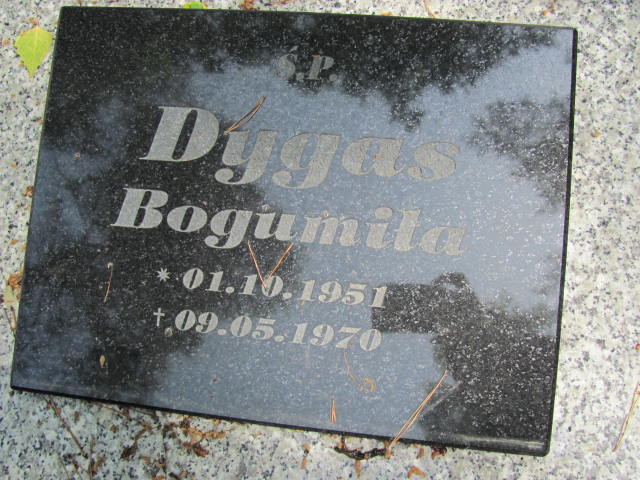 Ś.P.
Dygas
Bogumiła
* 01.10.1951
† 09.05.1970